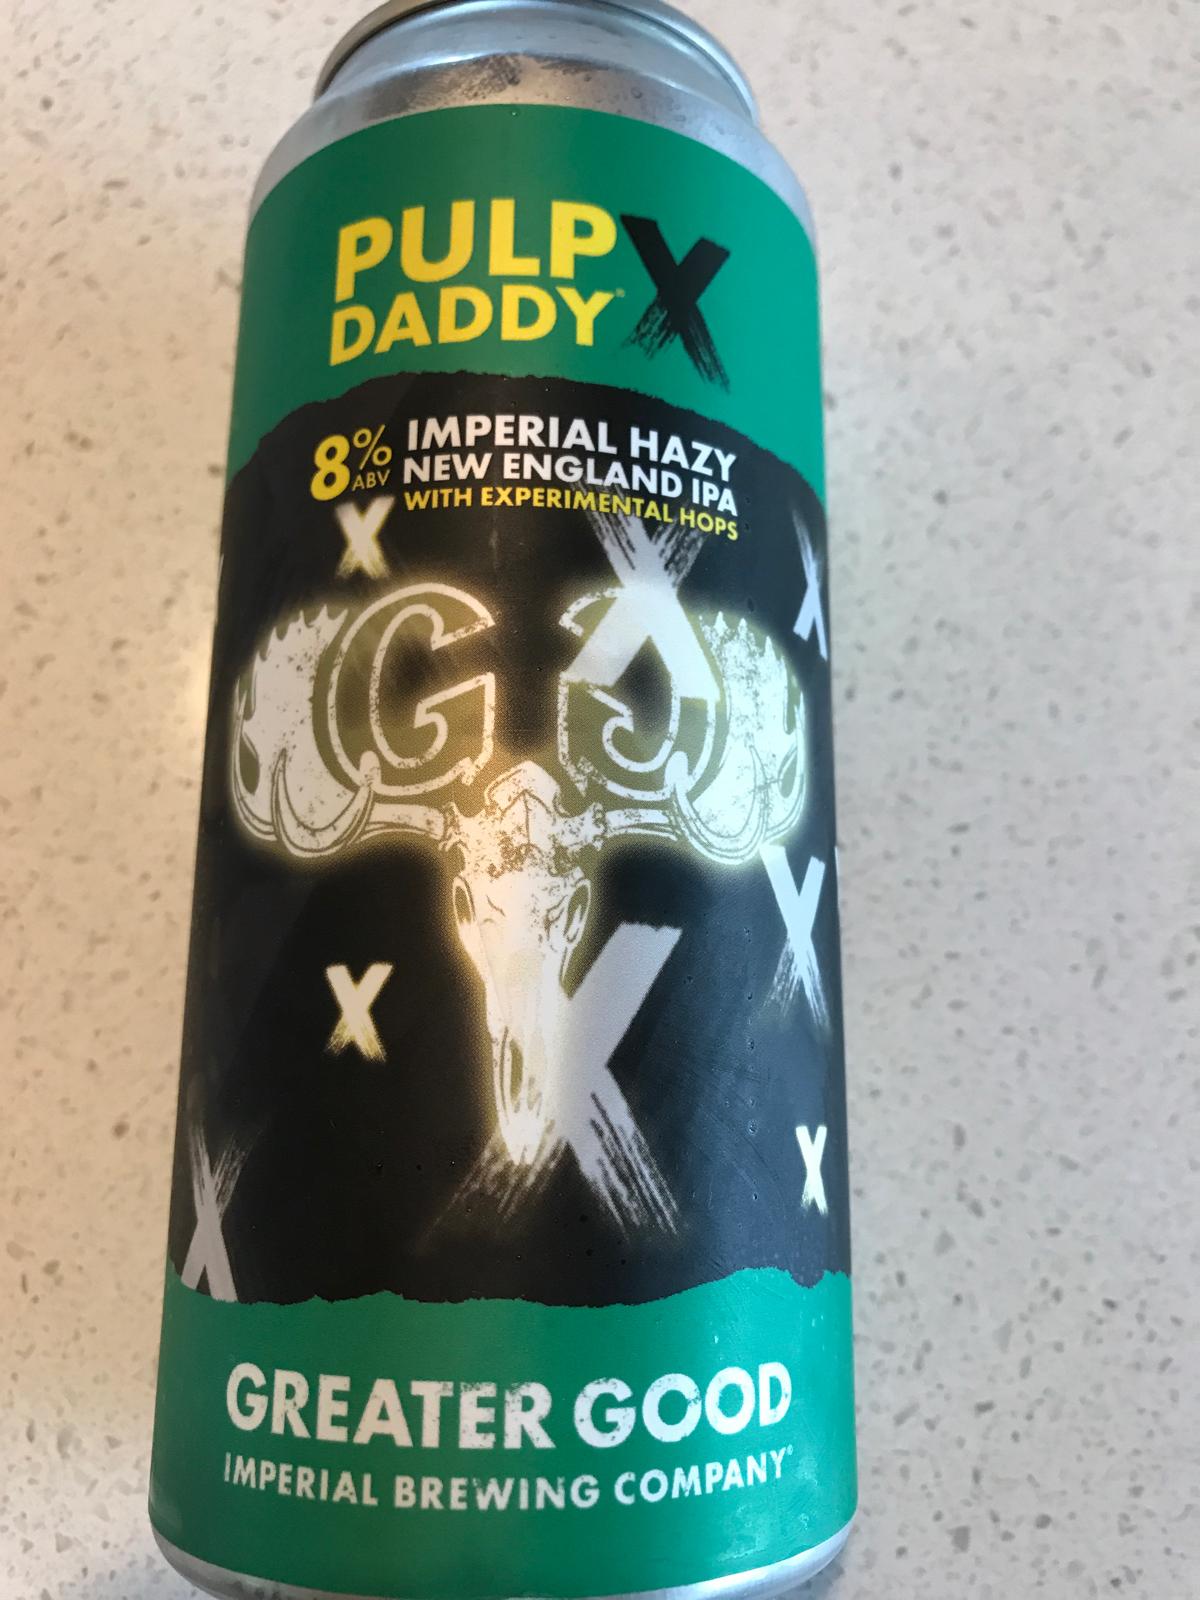 PULP X
DADDY®
8% ABV
IMPERIAL HAZY
NEW ENGLAND IPA
WITH EXPERIMENTAL HOPS
X
X
X
G G
X
X
X
X
X
GREATER GOOD
IMPERIAL BREWING COMPANY®